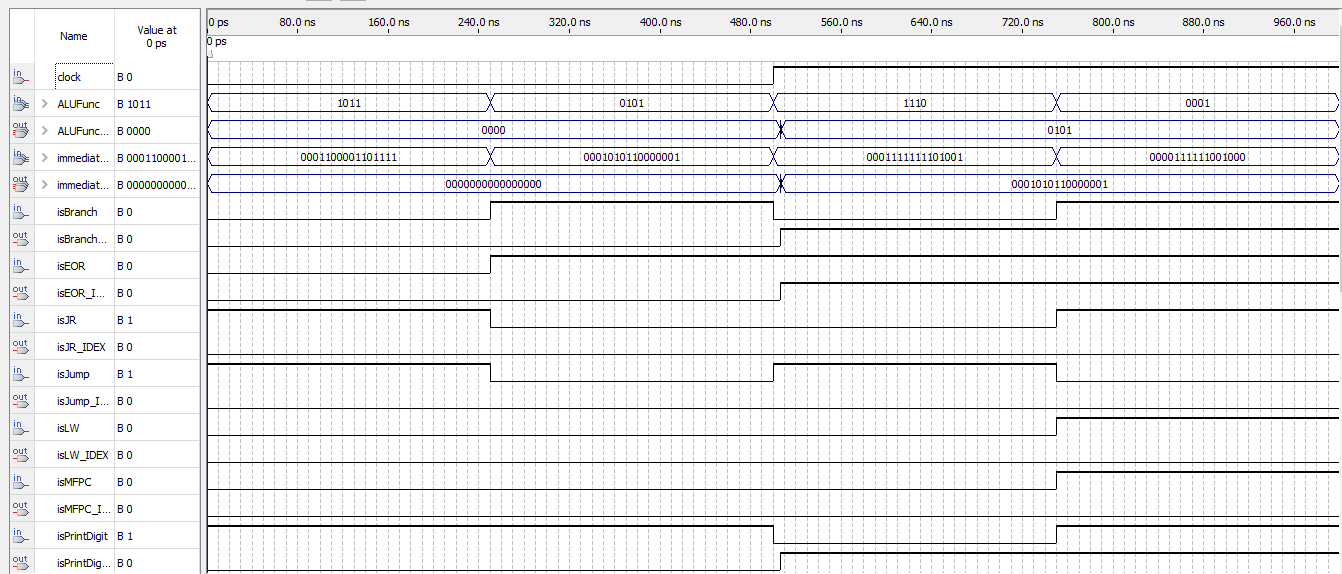 Name Value at 0 ps 0 ps 80.0 ns 160.0 ns 240.0 ns 320.0 ns 400.0 ns 480.0 ns 560.0 ns 640.0 ns 720.0 ns 800.0 ns 880.0 ns 960.0 ns
0 ps
in clock B 0
in > ALUFunc B 1011 1011 0101 1110 0001
out > ALUFunc... B 0000 0000 0101
in > immediat... B 0001100001... 0001100001101111 0001010110000001 0001111111101001 0000111111001000
out > immediat... B 0000000000... 0000000000000000 0001010110000001
in isBranch B 0
out isBranch... B 0
in isEOR B 0
out isEOR_I... B 0
in isJR B 1
out isJR_IDEX B 0
in isJump B 1
out isJump_I... B 0
in isLW B 0
out isLW_IDEX B 0
in isMFPC B 0
out isMFPC_I... B 0
in isPrintDigit B 1
out isPrintDig... B 0